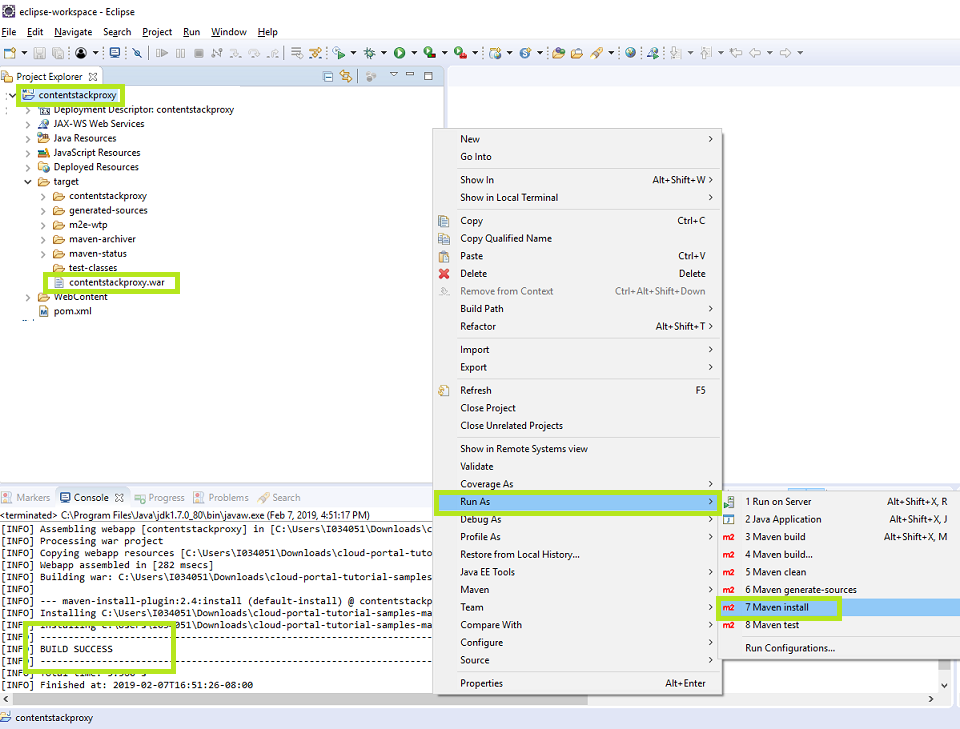 eclipse-workspace - Eclipse
File Edit Navigate Search Project Run Window Help
Project Explorer
contentstackproxy
Deployment Descriptor: contentstackproxy
JAX-WS Web Services
Java Resources
JavaScript Resources
Deployed Resources
target
contentstackproxy
generated-sources
m2e-wtp
maven-archiver
maven-status
test-classes
contentstackproxy.war
WebContent
pom.xml
New
Go Into
Show In Alt+Shift+W
Show in Local Terminal
Copy Ctrl+C
Copy Qualified Name
Paste Ctrl+V
Delete Delete
Remove from Context Ctrl+Alt+Shift+Down
Build Path
Refactor Alt+Shift+T
Import
Export
Refresh F5
Close Project
Close Unrelated Projects
Show in Remote Systems view
Validate
Coverage As
Run As
Debug As
Profile As
Restore from Local History...
Java EE Tools
Maven
Team
Compare With
Configure
Source
Properties Alt+Enter
1 Run on Server Alt+Shift+X, R
2 Java Application Alt+Shift+X, J
m2 3 Maven build Alt+Shift+X, M
m2 4 Maven build...
m2 5 Maven clean
m2 6 Maven generate-sources
m2 7 Maven install
m2 8 Maven test
Run Configurations...
Markers Console Progress Problems Search
<terminated> C:\Program Files\Java\jdk1.7.0_80\bin\javaw.exe (Feb 7, 2019, 4:51:17 PM)
[INFO] Assembling webapp [contentstackproxy] in [C:\Users\I034051\Downloads\c
[INFO] Processing war project
[INFO] Copying webapp resources [C:\Users\I034051\Downloads\cloud-portal-tuto
[INFO] Webapp assembled in [282 msecs]
[INFO] Building war: C:\Users\I034051\Downloads\cloud-portal-tutorial-samples
[INFO]
[INFO] --- maven-install-plugin:2.4:install (default-install) @ contentstackp
[INFO] Installing C:\Users\I034051\Downloads\cloud-portal-tutorial-samples-ma
[INFO] Installing C:\Users\I034051\Downloads\cloud-portal-tutorial-samples-ma
[INFO] ------------------------------------------------------------------------
[INFO] BUILD SUCCESS
[INFO] ------------------------------------------------------------------------
[INFO] Total time:
[INFO] Finished at: 2019-02-07T16:51:26-08:00
contentstackproxy